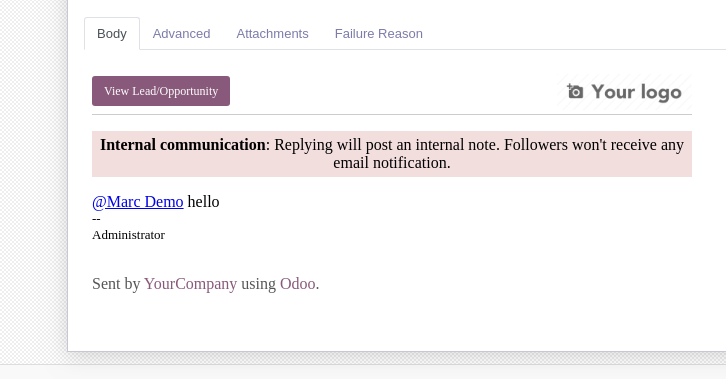 Body Advanced Attachments Failure Reason
View Lead/Opportunity Your logo
Internal communication: Replying will post an internal note. Followers won't receive any
email notification.
@Marc Demo hello
--
Administrator
Sent by YourCompany using Odoo.